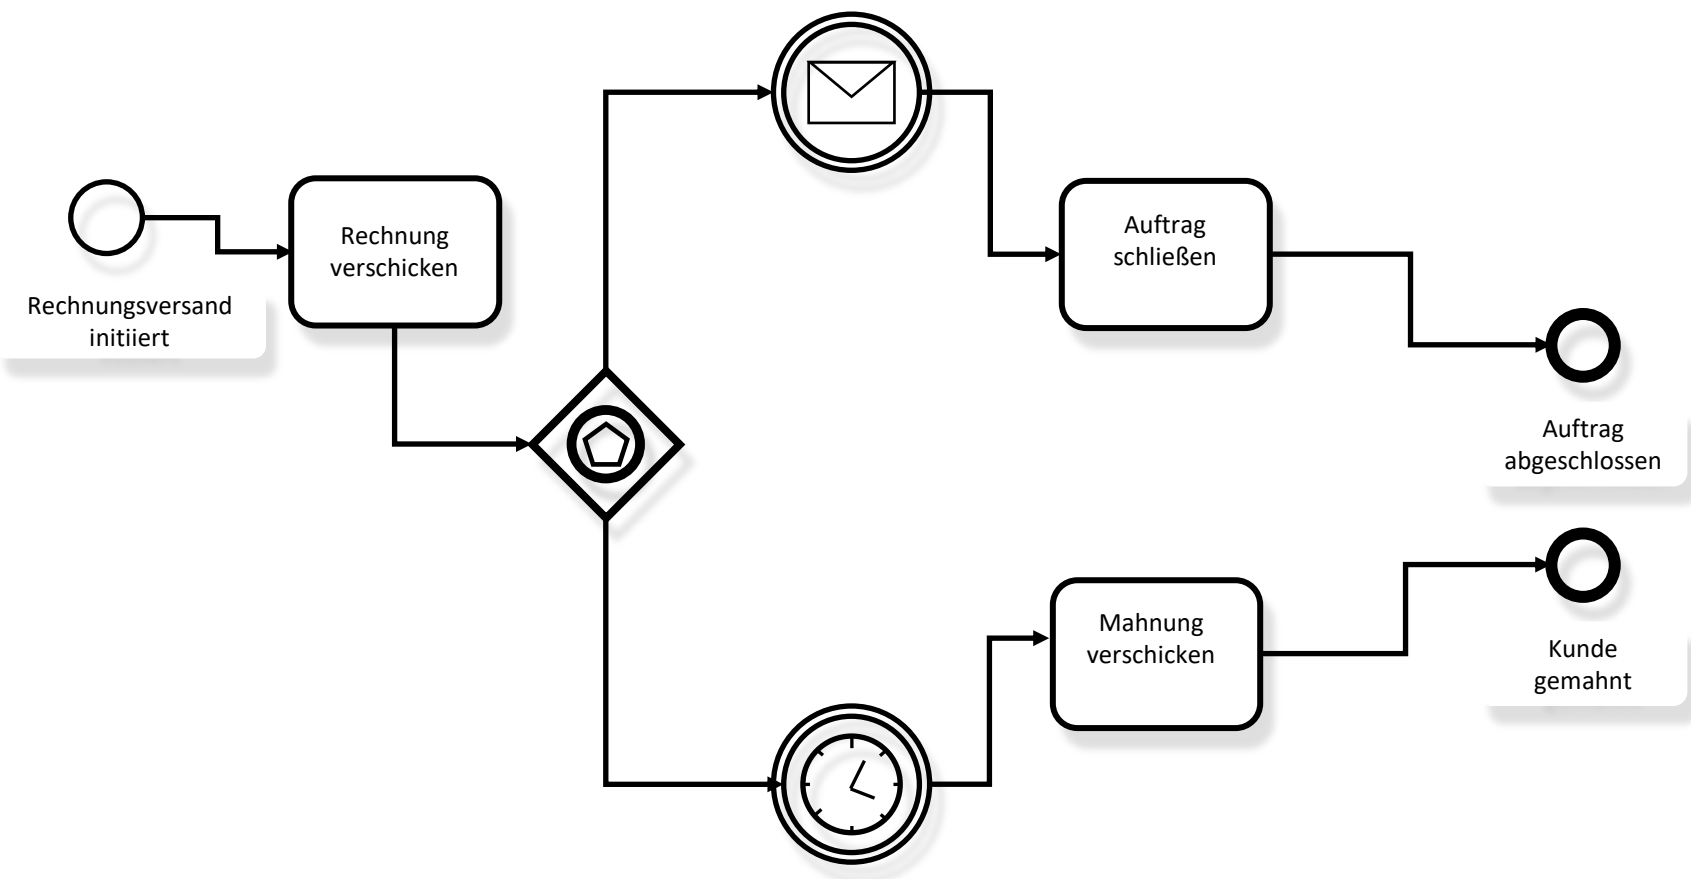 Rechnungsversand
initiiert
Rechnung
verschicken
Auftrag
schließen
Auftrag
abgeschlossen
Mahnung
verschicken
Kunde
gemahnt